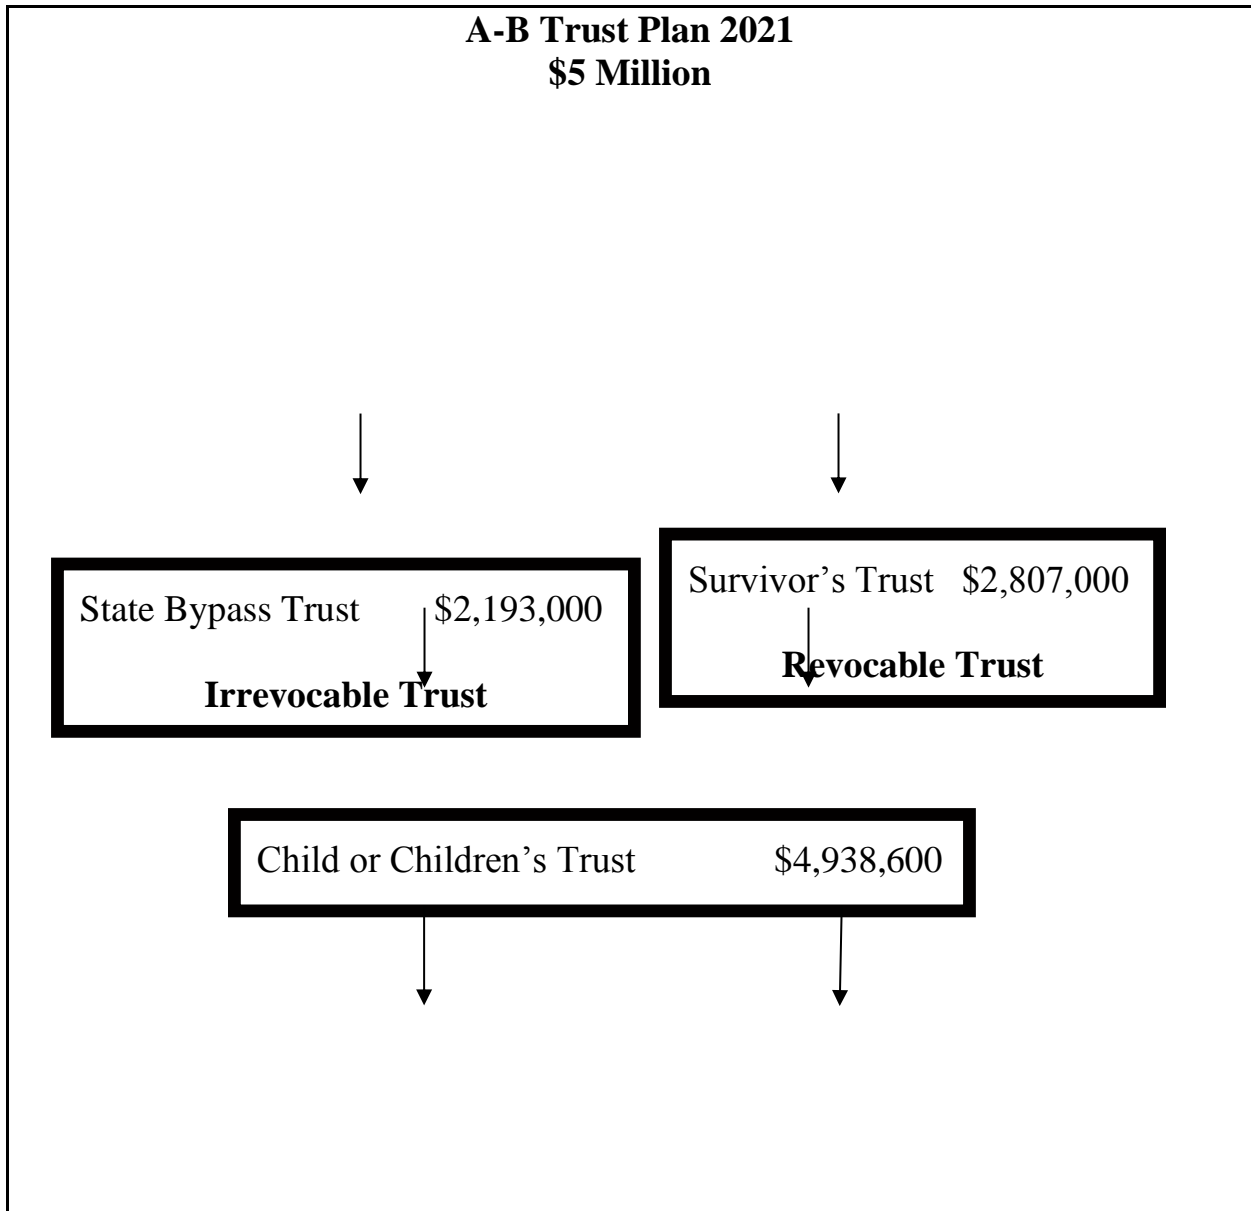 A-B Trust Plan 2021
$5 Million
State Bypass Trust $2,193,000
Irrevocable Trust
Survivor’s Trust $2,807,000
Revocable Trust
Child or Children’s Trust $4,938,600